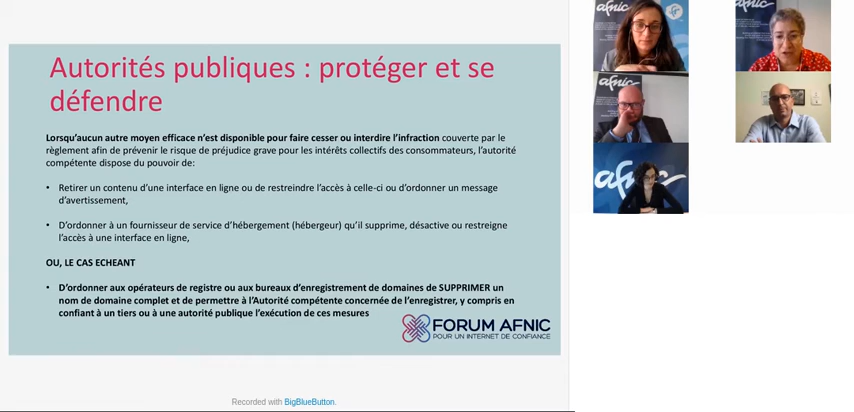 Autorités publiques : protéger et se
défendre
Lorsqu'aucun autre moyen efficace n'est disponible pour faire cesser ou interdire l'infraction couverte par le
règlement afin de prévenir le risque de préjudice grave pour les intérêts collectifs des consommateurs, l'autorité
compétente dispose du pouvoir de:
• Retirer un contenu d'une interface en ligne ou de restreindre l'accès à celle-ci ou d'ordonner un message
d'avertissement,
• D'ordonner à un fournisseur de service d'hébergement (hébergeur) qu'il supprime, désactive ou restreigne
l'accès à une interface en ligne,
OU, LE CAS ECHEANT
• D'ordonner aux opérateurs de registre ou aux bureaux d'enregistrement de domaines de SUPPRIMER un
nom de domaine complet et de permettre à l'Autorité compétente concernée de l'enregistrer, y compris en
confiant à un tiers ou à une autorité publique l'exécution de ces mesures
FORUM AFNIC
POUR UN INTERNET DE CONFIANCE
Recorded with BigBlueButton.
afnic
afnic
afnic
afnic